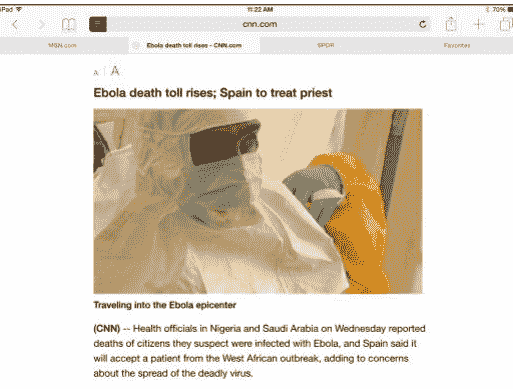 iPad
11:22 AM
70%
cnn.com
MSN.com
Ebola death toll rises - CNN.com
Favorites
A A
Ebola death toll rises; Spain to treat priest
Traveling into the Ebola epicenter
(CNN) -- Health officials in Nigeria and Saudi Arabia on Wednesday reported
deaths of citizens they suspect were infected with Ebola, and Spain said it
will accept a patient from the West African outbreak, adding to concerns
about the spread of the deadly virus.